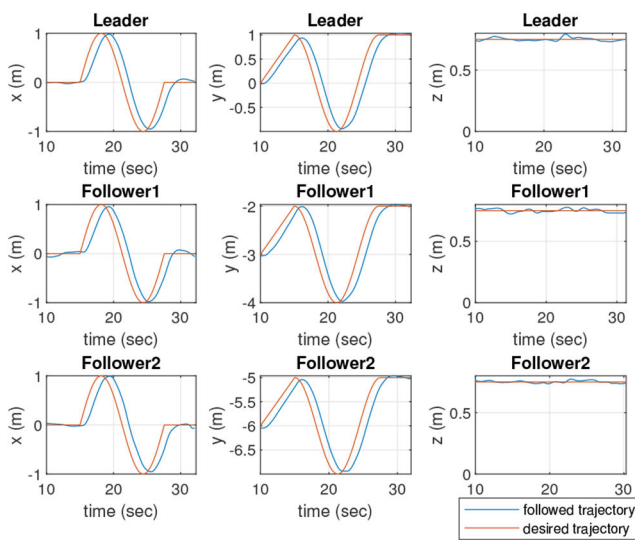 Leader Leader Leader
1
0
-1
x (m)
10 20 30
time (sec)
1
0.5
0
-0.5
-1
y (m)
10 20 30
time (sec)
0.5
0
z (m)
10 20 30
time (sec)
Follower1 Follower1 Follower1
1
0
-1
x (m)
10 20 30
time (sec)
-2
-3
-4
y (m)
10 20 30
time (sec)
0.5
0
z (m)
10 20 30
time (sec)
Follower2 Follower2 Follower2
1
0
-1
x (m)
10 20 30
time (sec)
-5
-5.5
-6
-6.5
y (m)
10 20 30
time (sec)
0.5
0
z (m)
10 20 30
followed trajectory
desired trajectory